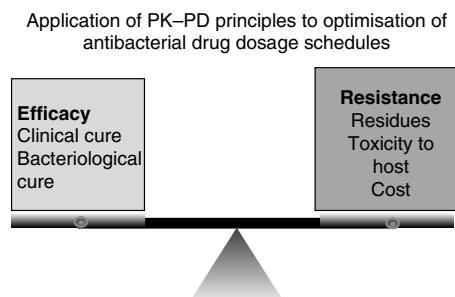 Application of PK–PD principles to optimisation of
antibacterial drug dosage schedules
Efficacy
Clinical cure
Bacteriological
cure
Resistance
Residues
Toxicity to
host
Cost